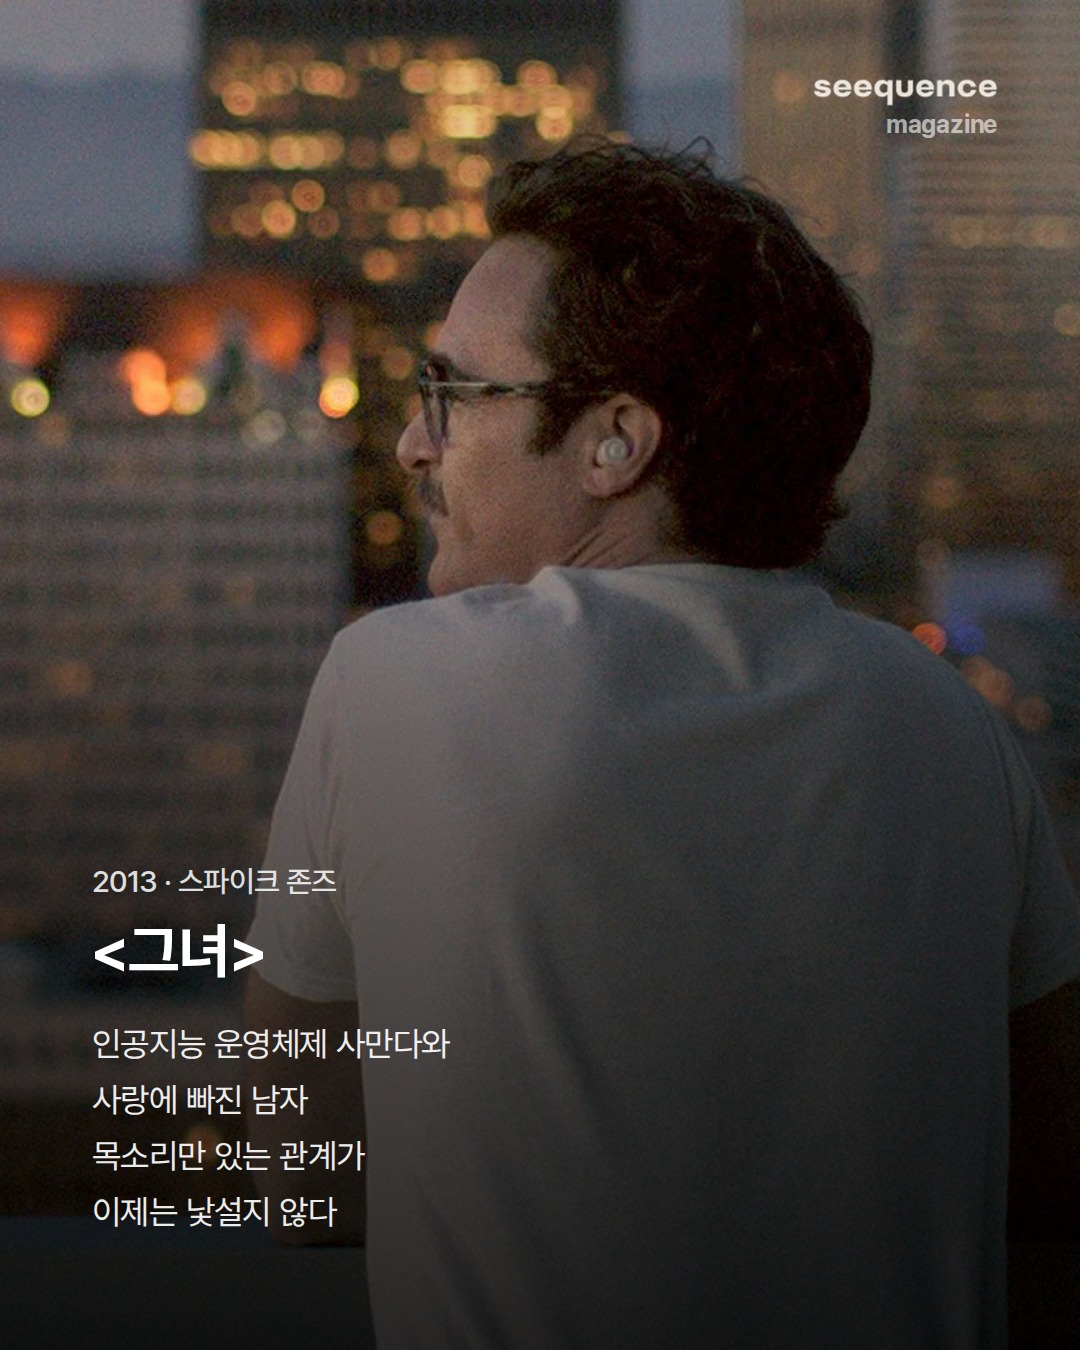 seequence
magazine
2013 · 스파이크 존즈
<그녀>
인공지능 운영체제 사만다와
사랑에 빠진 남자
목소리만 있는 관계가
이제는 낯설지 않다